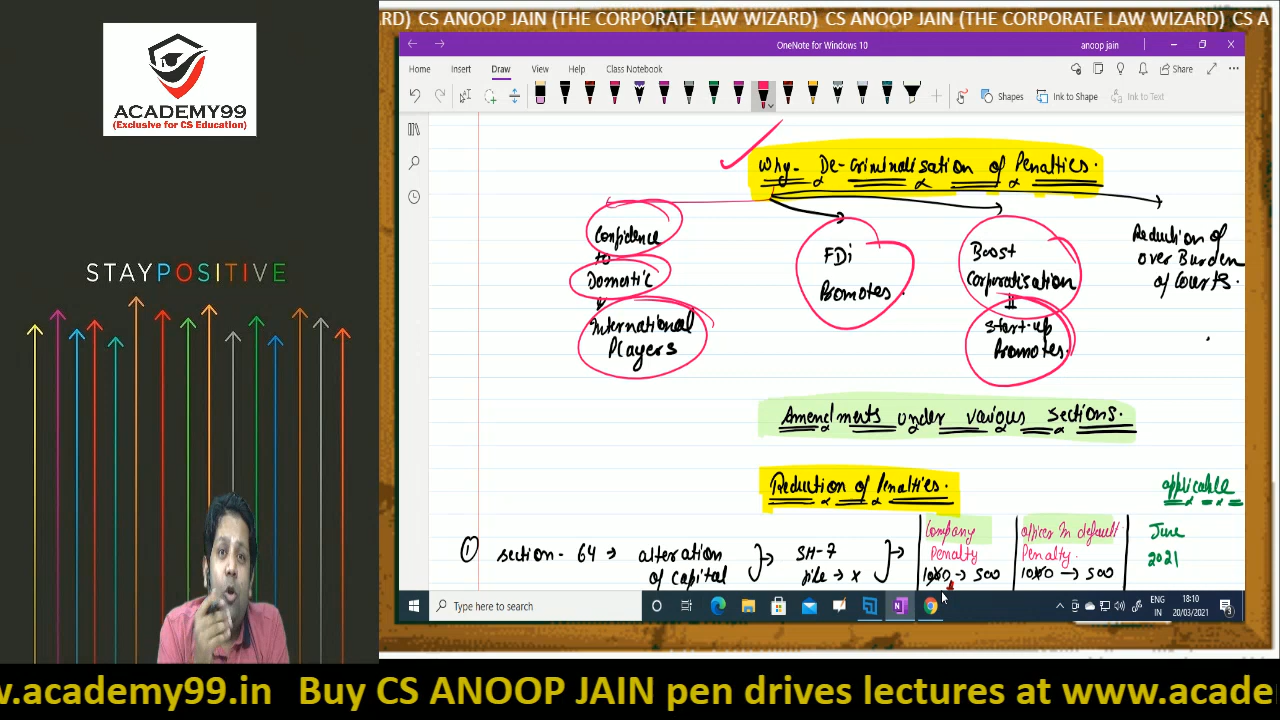 RD) CS ANOOP JAIN (THE CORPORATE LAW WIZARD) CS ANOOP JAIN (THE CORPORATE LAW WIZARD) CS A
OneNote for Windows 10
anoop jain
Home Insert Draw View Help Class Notebook
Share
Shapes
Ink to Shape
Ink to Text
ACADEMY99
(Exclusive for CS Education)
STAYPOSITIVE
Why- De-criminalisation of Penalties.
Confidence
to
Domestic
&
International
Players
FDi
Promotes.
Boost
Corporatisation
Start-up
Promotes.
Reduction of
over Burden
of Courts.
Amendments under various sections.
Reduction of Penalties.
applicable
June
2021
① section- 64 → alteration
of capital
SH-7
file → x
Company
Penalty
1000 → 500
officer In default
Penalty.
1000 → 500
Type here to search
ENG
IN
18:10
20/03/2021
3
w.academy99.in Buy CS ANOOP JAIN pen drives lectures at www.acade